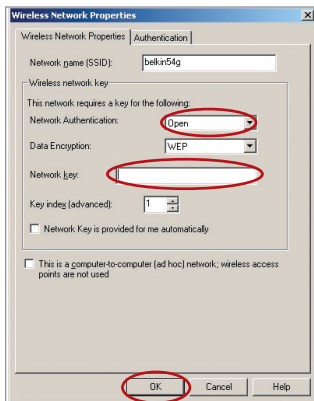 Wireless Network Properties
Wireless Network Properties Authentication
Network name (SSID): belkin54g
Wireless network key
This network requires a key for the following:
Network Authentication: Open
Data Encryption: WEP
Network key:
Key index (advanced): 1
Network Key is provided for me automatically
This is a computer-to-computer (ad hoc) network; wireless access
points are not used
OK Cancel Help